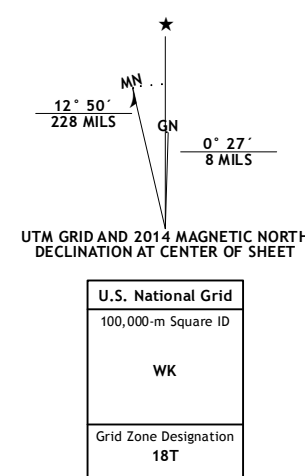 ★
MN
12° 50´
228 MILS
GN
0° 27´
8 MILS
UTM GRID AND 2014 MAGNETIC NORTH
DECLINATION AT CENTER OF SHEET
U.S. National Grid
100,000-m Square ID
WK
Grid Zone Designation
18T